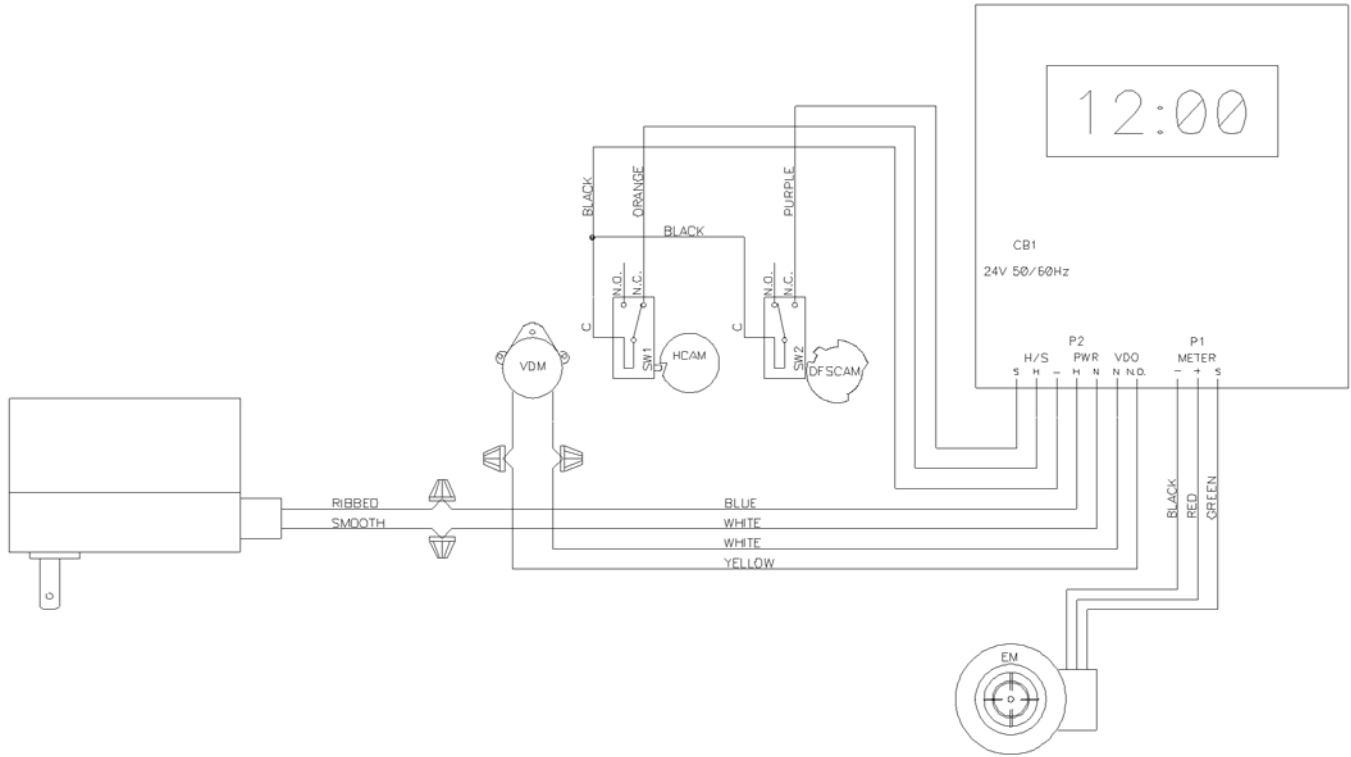 12:00
BLACK
ORANGE
PURPLE
BLACK
CB1
24V 50/60Hz
N.O.
N.C.
N.O.
N.C.
C
SW1
HCAM
C
SW2
DFSCAM
VDM
P2
P1
H/S
PWR
VDO
METER
S H – H N N N.O. – + S
RIBBED
SMOOTH
BLUE
WHITE
WHITE
YELLOW
BLACK
RED
GREEN
EM